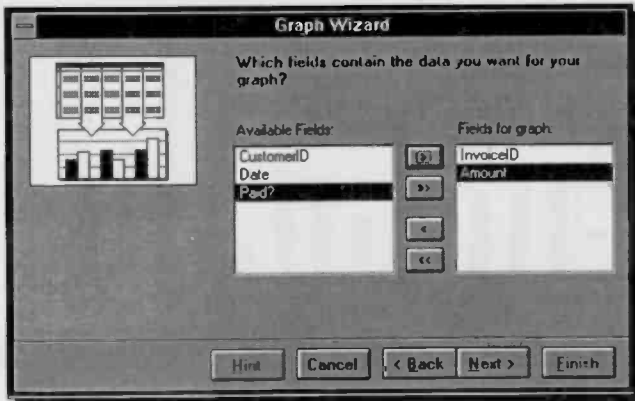 Graph Wizard
Which fields contain the data you want for your
graph?
Available Fields:
Fields for graph:
CustomerID
Date
Paid?
>
>>
<
<<
InvoiceID
Amount
Hint
Cancel
< Back
Next >
Finish